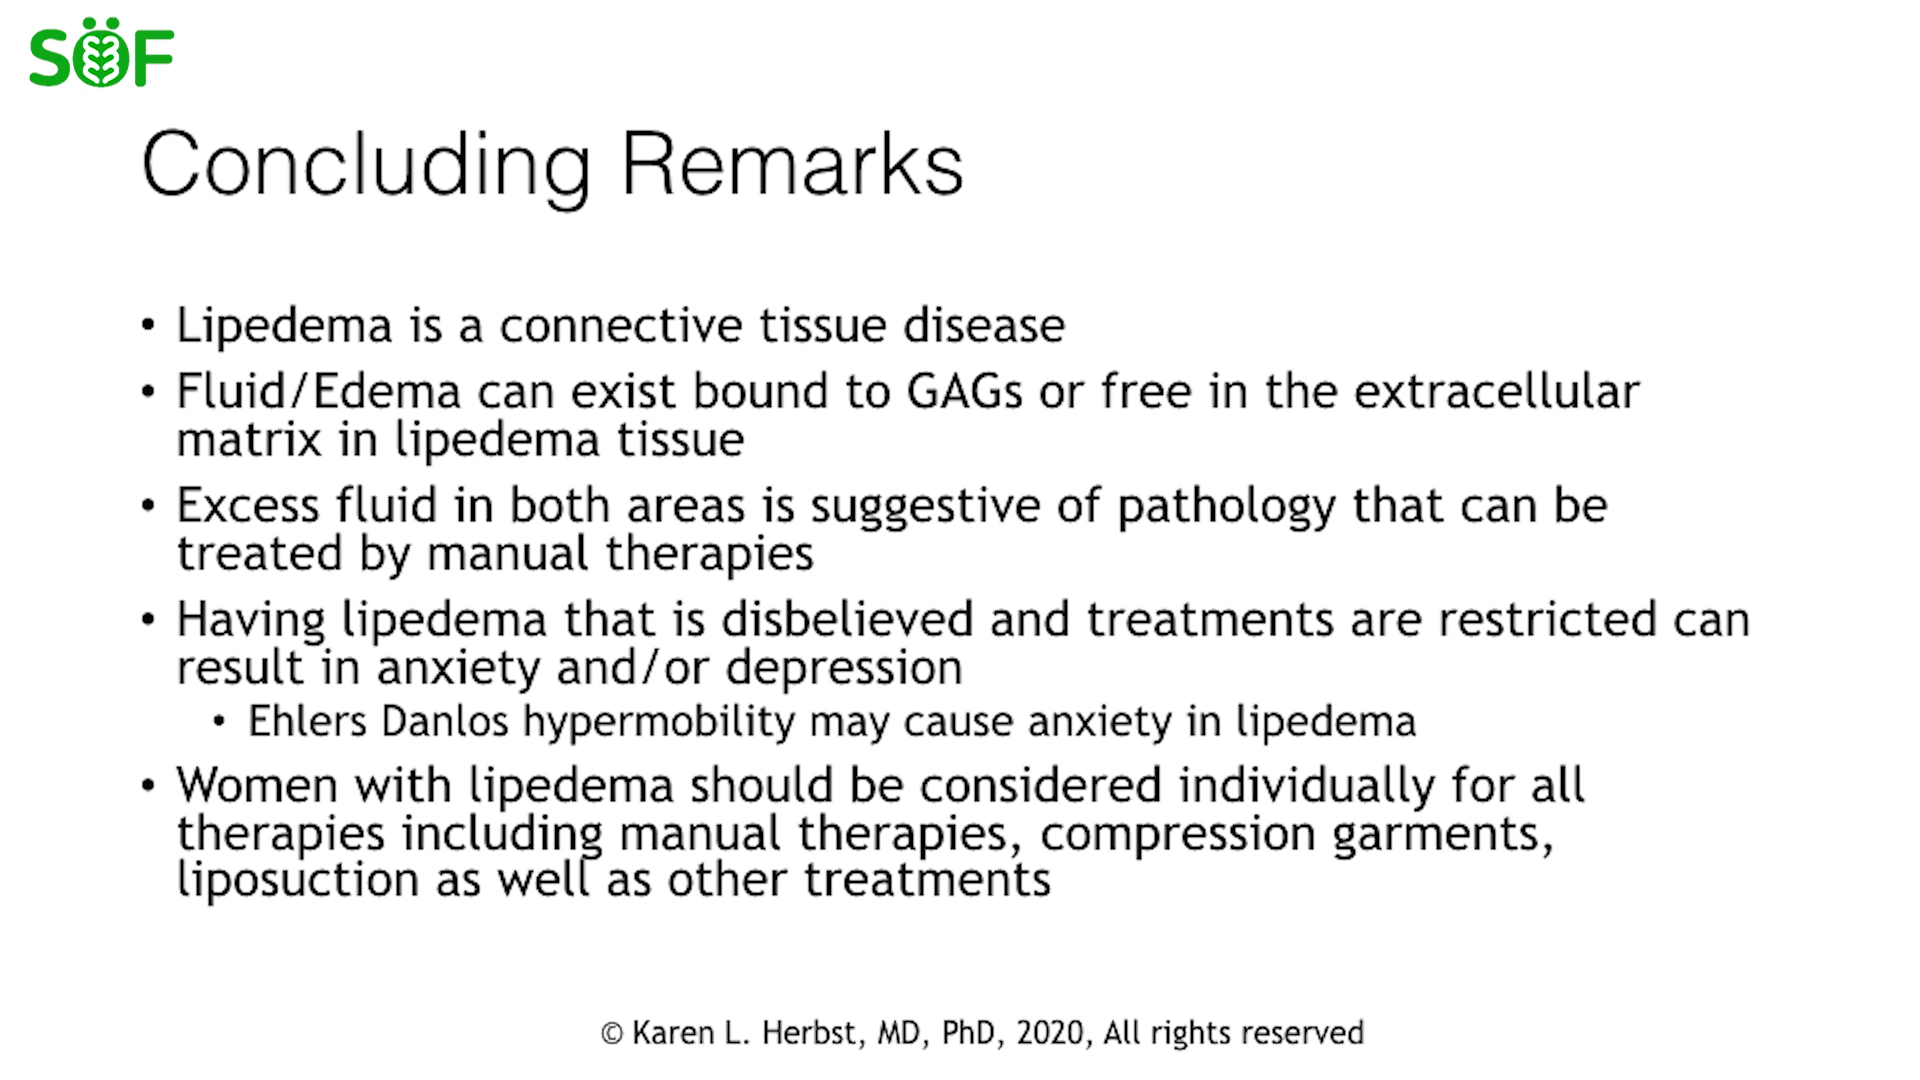 SÖF
Concluding Remarks
• Lipedema is a connective tissue disease
• Fluid/Edema can exist bound to GAGs or free in the extracellular
matrix in lipedema tissue
• Excess fluid in both areas is suggestive of pathology that can be
treated by manual therapies
• Having lipedema that is disbelieved and treatments are restricted can
result in anxiety and/or depression
• Ehlers Danlos hypermobility may cause anxiety in lipedema
• Women with lipedema should be considered individually for all
therapies including manual therapies, compression garments,
liposuction as well as other treatments
© Karen L. Herbst, MD, PhD, 2020, All rights reserved